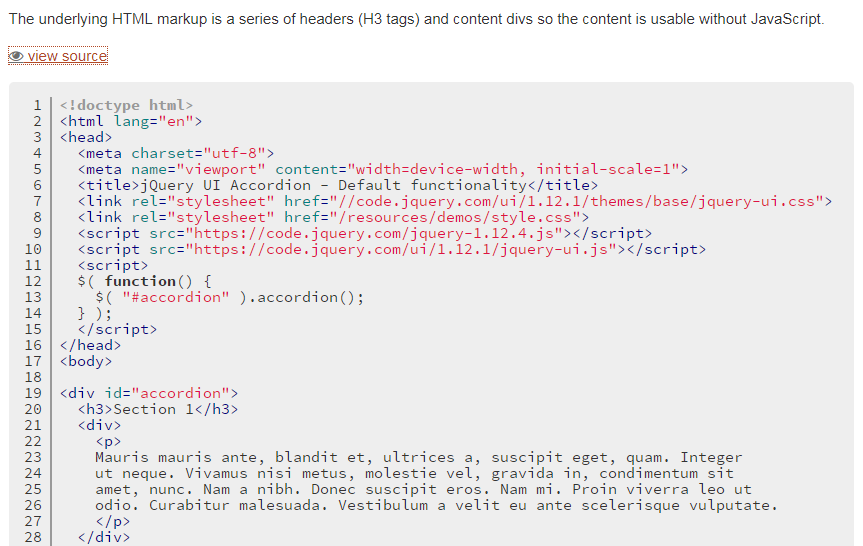 The underlying HTML markup is a series of headers (H3 tags) and content divs so the content is usable without JavaScript.
view source
1 <!doctype html>
2 <html lang="en">
3 <head>
4   <meta charset="utf-8">
5   <meta name="viewport" content="width=device-width, initial-scale=1">
6   <title>jQuery UI Accordion - Default functionality</title>
7   <link rel="stylesheet" href="//code.jquery.com/ui/1.12.1/themes/base/jquery-ui.css">
8   <link rel="stylesheet" href="/resources/demos/style.css">
9   <script src="https://code.jquery.com/jquery-1.12.4.js"></script>
10   <script src="https://code.jquery.com/ui/1.12.1/jquery-ui.js"></script>
11   <script>
12   $( function() {
13     $( "#accordion" ).accordion();
14   } );
15   </script>
16 </head>
17 <body>
18
19 <div id="accordion">
20   <h3>Section 1</h3>
21   <div>
22     <p>
23     Mauris mauris ante, blandit et, ultrices a, suscipit eget, quam. Integer
24     ut neque. Vivamus nisi metus, molestie vel, gravida in, condimentum sit
25     amet, nunc. Nam a nibh. Donec suscipit eros. Nam mi. Proin viverra leo ut
26     odio. Curabitur malesuada. Vestibulum a velit eu ante scelerisque vulputate.
27     </p>
28   </div>